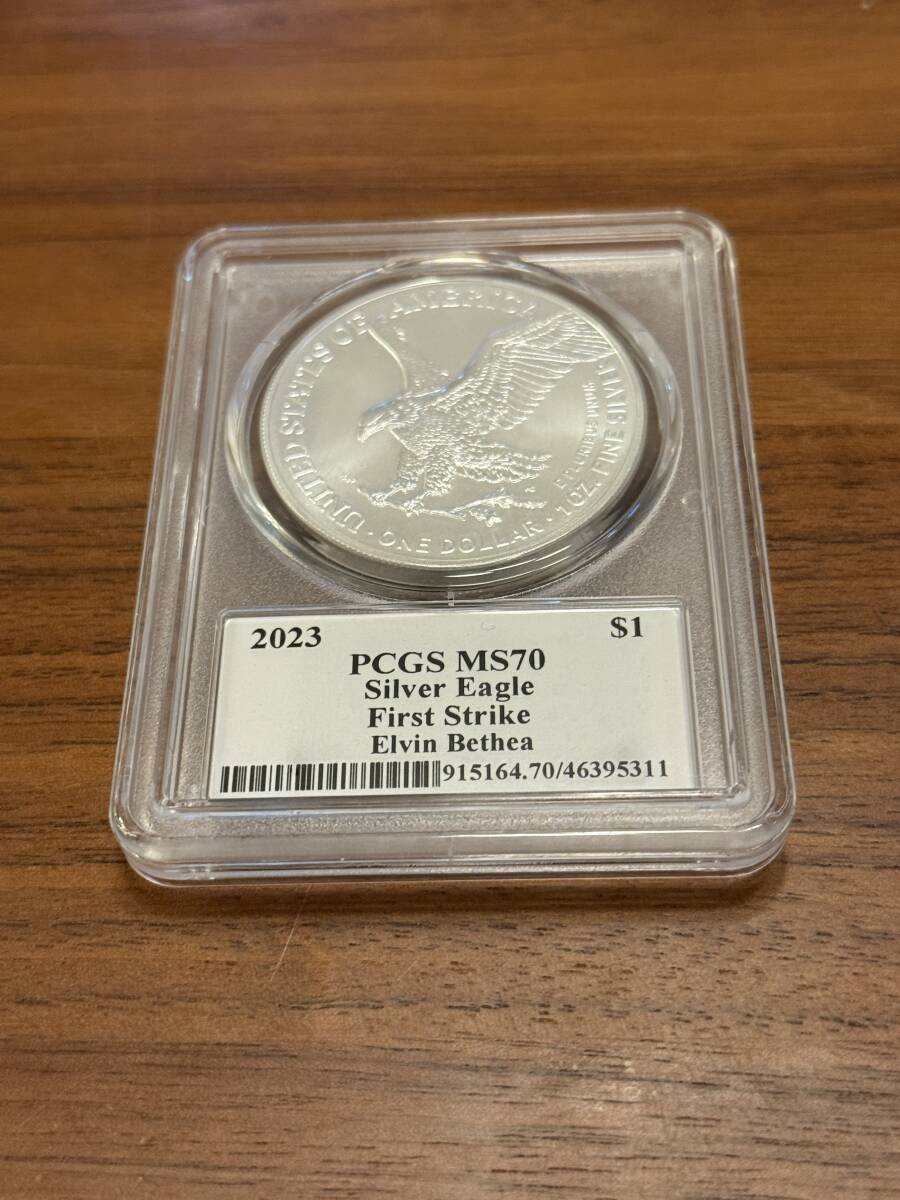 UNITED STATES OF AMERICA
E PLURIBUS UNUM
· ONE DOLLAR · 1 OZ. FINE SILVER ·
2023 $1
PCGS MS70
Silver Eagle
First Strike
Elvin Bethea
915164.70/46395311